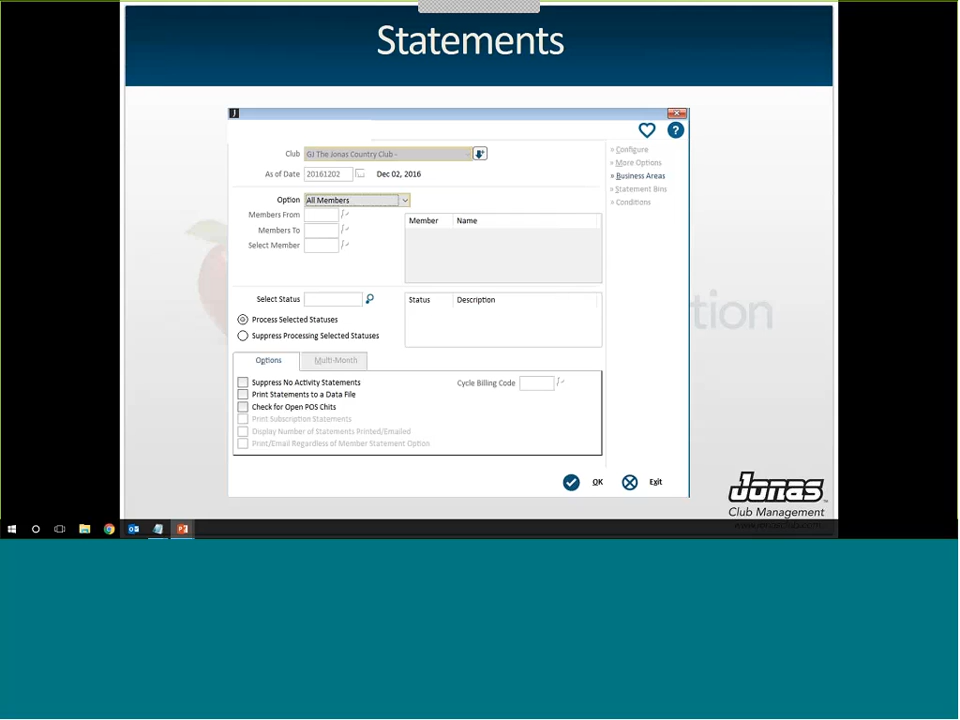 Statements
J
?
Club GJ The Jonas Country Club -
» Configure
As of Date 20161202 Dec 02, 2016
» More Options
» Business Areas
Option All Members
» Statement Bins
» Conditions
Members From
Member Name
Members To
Select Member
Select Status
Status Description
Process Selected Statuses
Suppress Processing Selected Statuses
Options Multi-Month
Suppress No Activity Statements
Cycle Billing Code
Print Statements to a Data File
Check for Open POS Chits
Print Subscription Statements
Display Number of Statements Printed/Emailed
Print/Email Regardless of Member Statement Option
OK Exit
tion
Jonas
Club Management